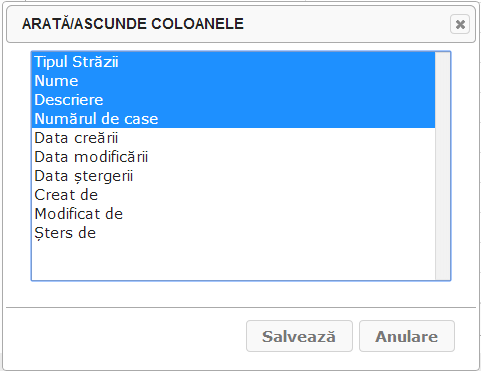 ARATĂ/ASCUNDE COLOANELE
Tipul Străzii
Nume
Descriere
Numărul de case
Data creării
Data modificării
Data ștergerii
Creat de
Modificat de
Șters de
Salvează
Anulare